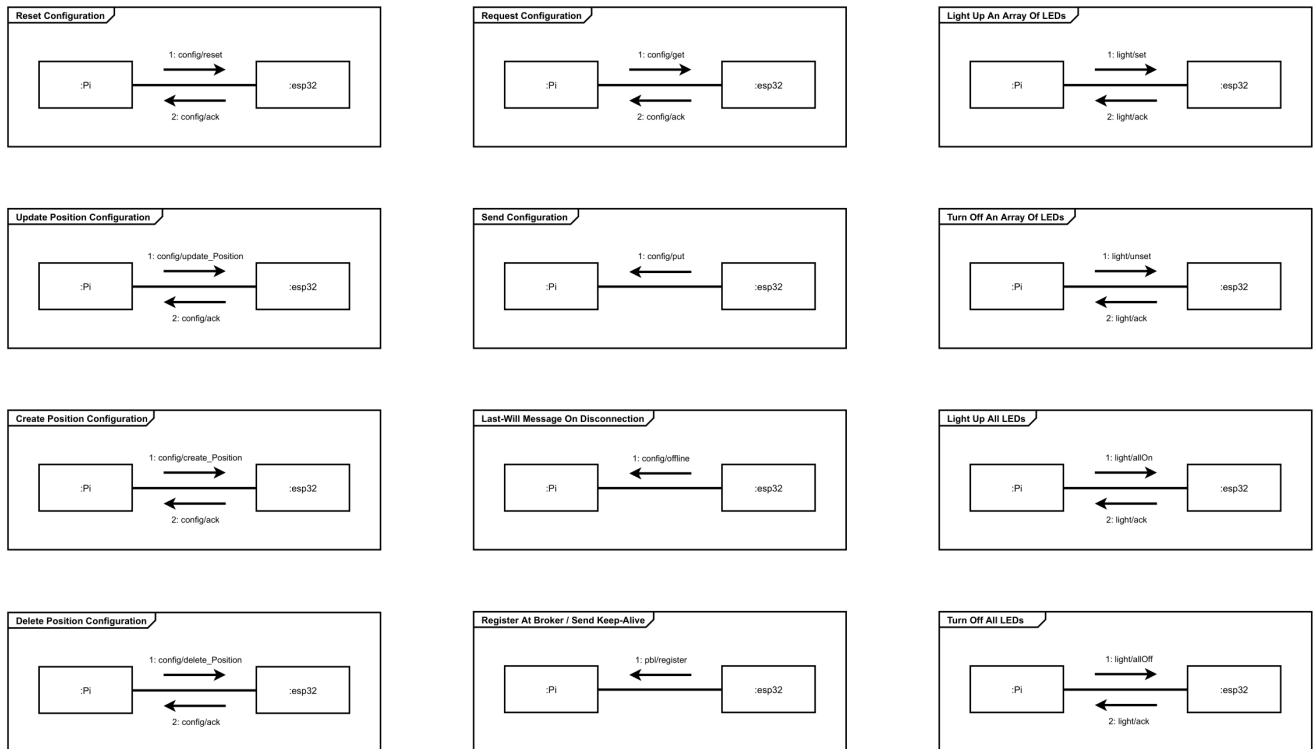 Reset Configuration
1: config/reset
:Pi
:esp32
2: config/ack
Request Configuration
1: config/get
:Pi
:esp32
2: config/ack
Light Up An Array Of LEDs
1: light/set
:Pi
:esp32
2: light/ack
Update Position Configuration
1: config/update_Position
:Pi
:esp32
2: config/ack
Send Configuration
1: config/put
:Pi
:esp32
Turn Off An Array Of LEDs
1: light/unset
:Pi
:esp32
2: light/ack
Create Position Configuration
1: config/create_Position
:Pi
:esp32
2: config/ack
Last-Will Message On Disconnection
1: config/offline
:Pi
:esp32
Light Up All LEDs
1: light/allOn
:Pi
:esp32
2: light/ack
Delete Position Configuration
1: config/delete_Position
:Pi
:esp32
2: config/ack
Register At Broker / Send Keep-Alive
1: pbl/register
:Pi
:esp32
Turn Off All LEDs
1: light/allOff
:Pi
:esp32
2: light/ack